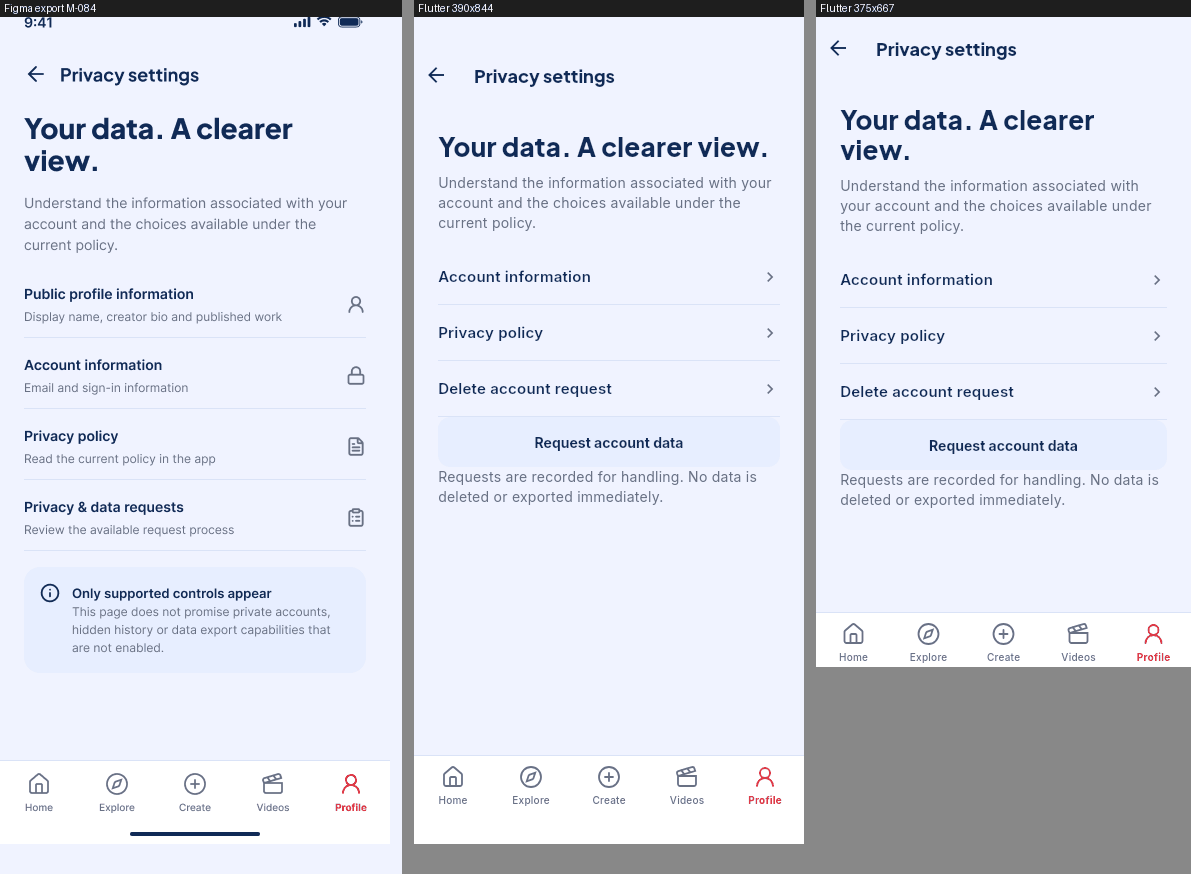 Figma export M-084
9:41
Privacy settings
Your data. A clearer
view.
Understand the information associated with your
account and the choices available under the
current policy.
Public profile information
Display name, creator bio and published work
Account information
Email and sign-in information
Privacy policy
Read the current policy in the app
Privacy & data requests
Review the available request process
Only supported controls appear
This page does not promise private accounts,
hidden history or data export capabilities that
are not enabled.
Home Explore Create Videos Profile
Flutter 390x844
Privacy settings
Your data. A clearer view.
Understand the information associated with your
account and the choices available under the
current policy.
Account information
Privacy policy
Delete account request
Request account data
Requests are recorded for handling. No data is
deleted or exported immediately.
Home Explore Create Videos Profile
Flutter 375x667
Privacy settings
Your data. A clearer
view.
Understand the information associated with
your account and the choices available under
the current policy.
Account information
Privacy policy
Delete account request
Request account data
Requests are recorded for handling. No data is
deleted or exported immediately.
Home Explore Create Videos Profile